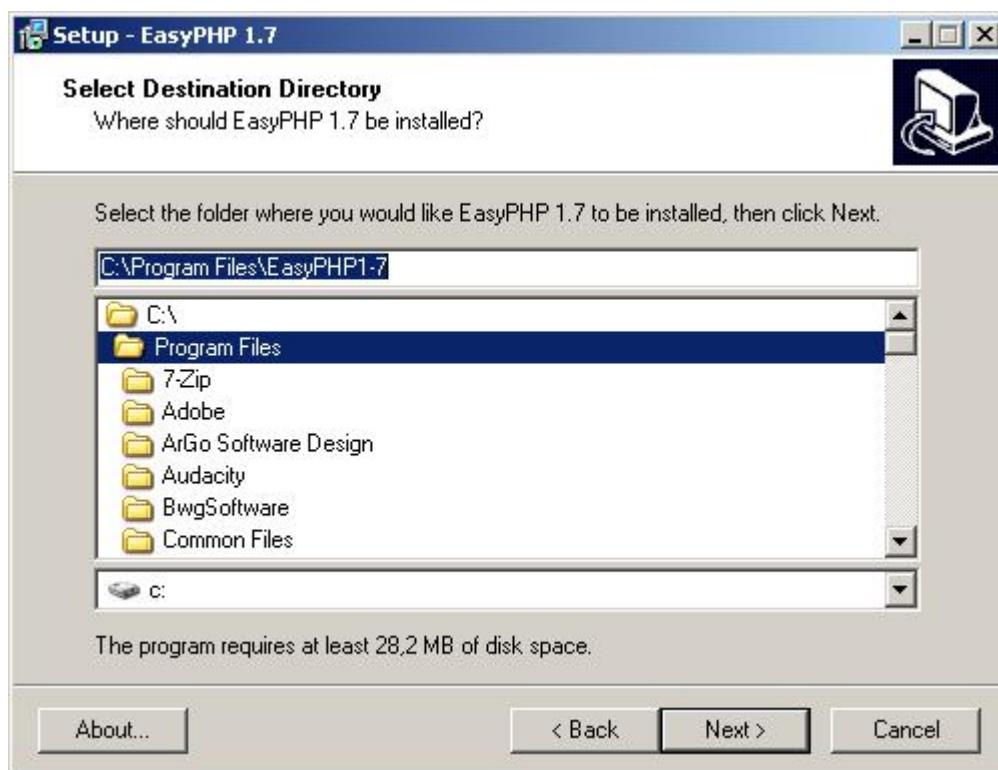 Setup - EasyPHP 1.7
Select Destination Directory
Where should EasyPHP 1.7 be installed?
Select the folder where you would like EasyPHP 1.7 to be installed, then click Next.
C:\Program Files\EasyPHP1-7
C:\
Program Files
7-Zip
Adobe
ArGo Software Design
Audacity
BwgSoftware
Common Files
c:
The program requires at least 28,2 MB of disk space.
About... < Back Next > Cancel